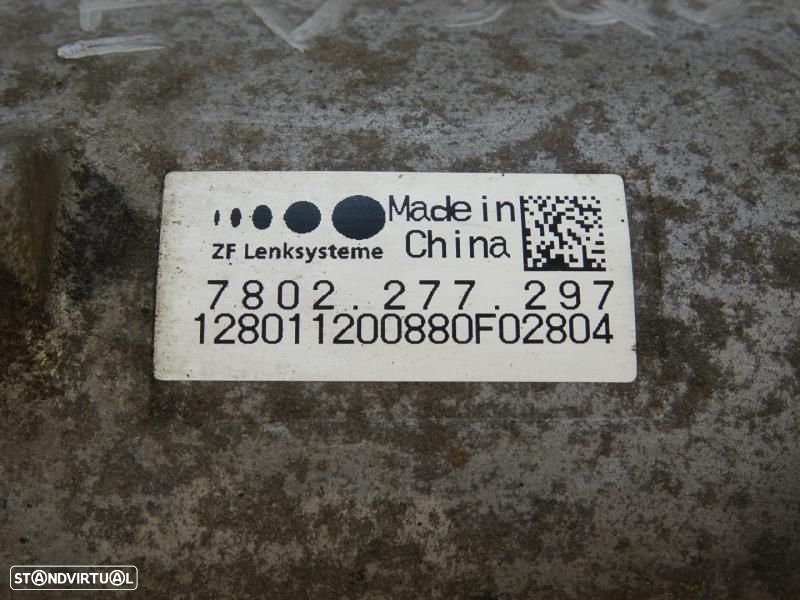 Made in
ZF Lenksysteme China
7802.277.297
128011200880F02804
STANDVIRTUAL